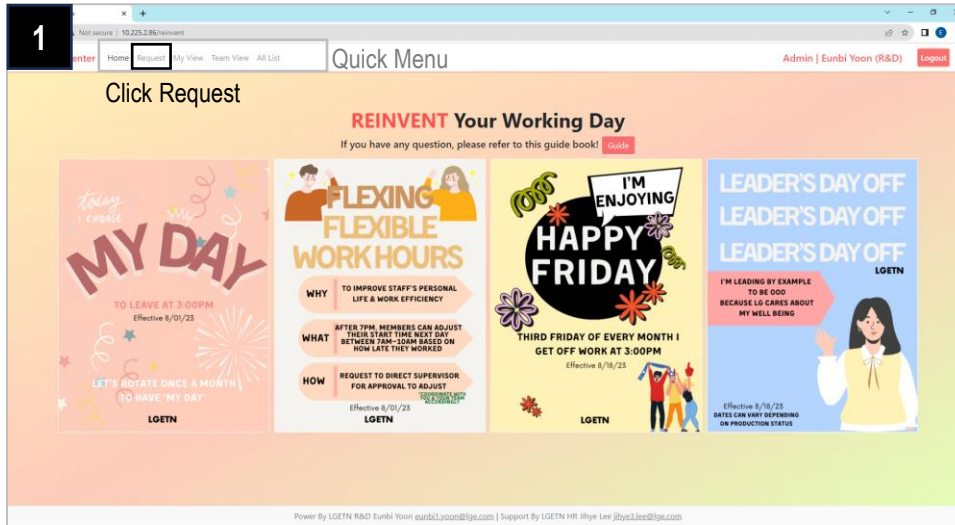 1
Not secure | 10.225.2.86/reinvent
enter Home Request My View Team View All List
Quick Menu
Admin | Eunbi Yoon (R&D)
Logout
Click Request
REINVENT Your Working Day
If you have any question, please refer to this guide book! Guide
today
I CHOOSE
MY DAY
TO LEAVE AT 3:00PM
Effective 8/01/23
LET'S ROTATE ONCE A MONTH
TO HAVE 'MY DAY'
LGETN
FLEXING
FLEXIBLE
WORK HOURS
WHY
TO IMPROVE STAFF'S PERSONAL
LIFE & WORK EFFICIENCY
WHAT
AFTER 7PM, MEMBERS CAN ADJUST
THEIR START TIME NEXT DAY
BETWEEN 7AM~10AM BASED ON
HOW LATE THEY WORKED
HOW
REQUEST TO DIRECT SUPERVISOR
FOR APPROVAL TO ADJUST
*COORDINATE WITH
YOU & YOUR TEAM
ACCORDINGLY
Effective 8/01/23
LGETN
I'M
ENJOYING
HAPPY
FRIDAY
THIRD FRIDAY OF EVERY MONTH I
GET OFF WORK AT 3:00PM
Effective 8/18/23
LGETN
LEADER'S DAY OFF
LEADER'S DAY OFF
LEADER'S DAY OFF
LGETN
I'M LEADING BY EXAMPLE
TO BE OOO
BECAUSE LG CARES ABOUT
MY WELL BEING
Effective 8/18/23
DATES CAN VARY DEPENDING
ON PRODUCTION STATUS
Power By LGETN R&D Eunbi Yoon eunbi1.yoon@lge.com | Support By LGETN HR Jihye Lee jihye3.lee@lge.com